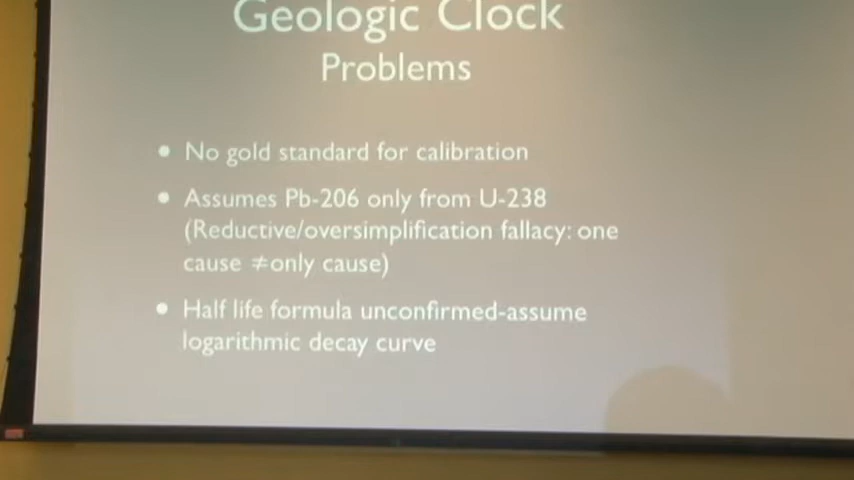 Geologic Clock
Problems
• No gold standard for calibration
• Assumes Pb-206 only from U-238
(Reductive/oversimplification fallacy: one
cause ≠only cause)
• Half life formula unconfirmed-assume
logarithmic decay curve